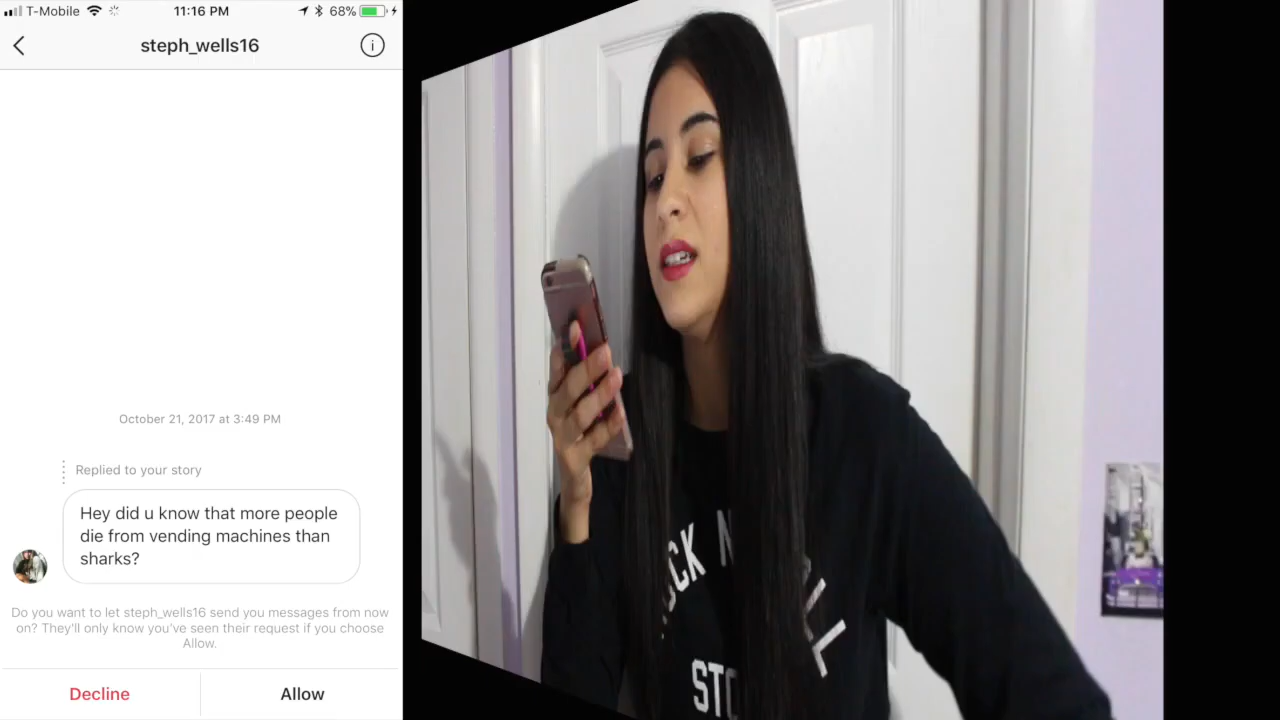 T-Mobile 11:16 PM 68%
steph_wells16
October 21, 2017 at 3:49 PM
Replied to your story
Hey did u know that more people
die from vending machines than
sharks?
Do you want to let steph_wells16 send you messages from now
on? They'll only know you've seen their request if you choose
Allow.
Decline Allow